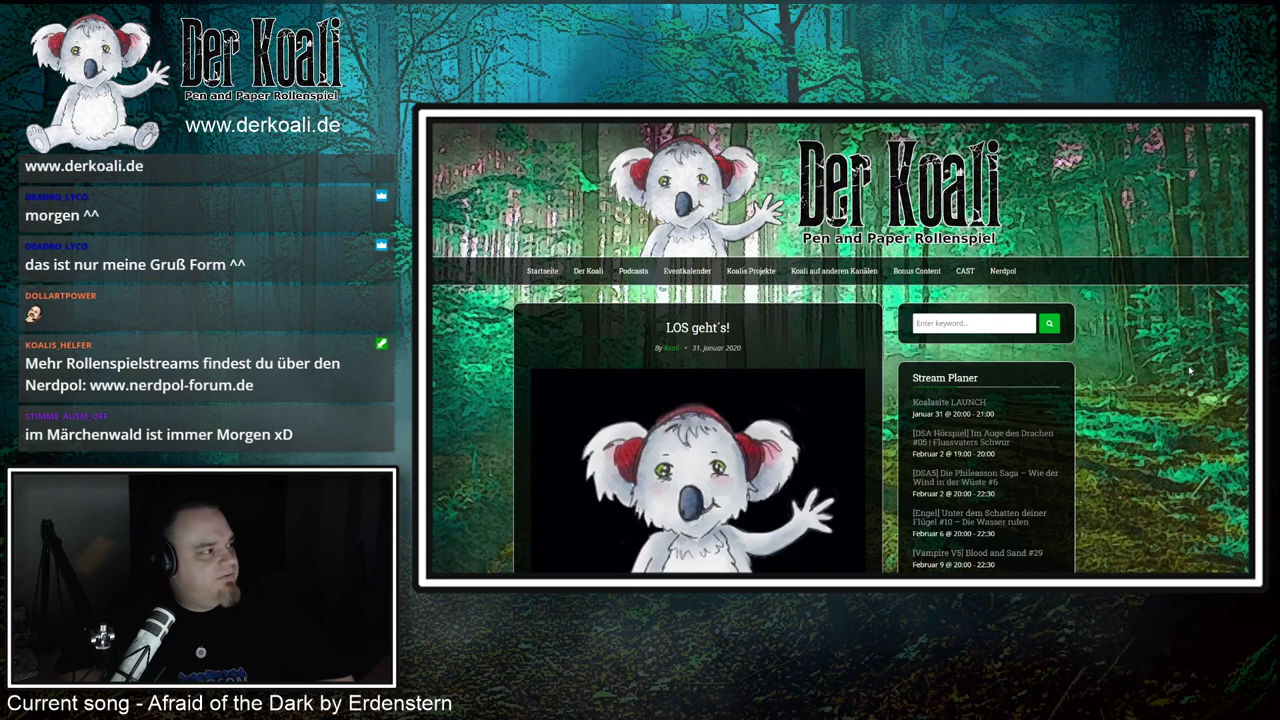 Der Koali
Pen and Paper Rollenspiel
www.derkoali.de
www.derkoali.de
DEADRO_LYCO
morgen ^^
DEADRO_LYCO
das ist nur meine Gruß Form ^^
DOLLARTPOWER
KOALIS_HELFER
Mehr Rollenspielstreams findest du über den
Nerdpol: www.nerdpol-forum.de
STIMME_AUSM_OFF
im Märchenwald ist immer Morgen xD
Der Koali
Pen and Paper Rollenspiel
Startseite Der Koali Podcasts Eventkalender Koalis Projekte Koali auf anderen Kanälen Bonus Content CAST Nerdpol
LOS geht´s!
By Koali • 31. Januar 2020
Enter keyword...
Stream Planer
Koalasite LAUNCH
Januar 31 @ 20:00 - 21:00
[DSA Hörspiel] Im Auge des Drachen
#05 | Flussvaters Schwur
Februar 2 @ 19:00 - 20:00
[DSA5] Die Phileasson Saga – Wie der
Wind in der Wüste #6
Februar 2 @ 20:00 - 22:30
[Engel] Unter dem Schatten deiner
Flügel #10 – Die Wasser rufen
Februar 6 @ 20:00 - 22:30
[Vampire V5] Blood and Sand #29
Februar 9 @ 20:00 - 22:30
Current song - Afraid of the Dark by Erdenstern